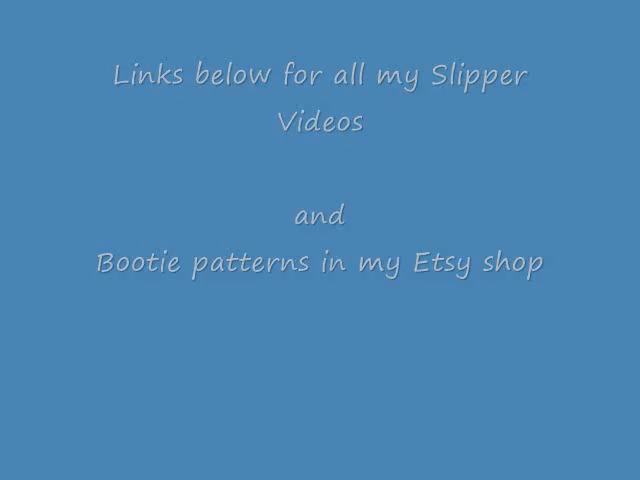 Links below for all my Slipper
Videos
and
Bootie patterns in my Etsy shop